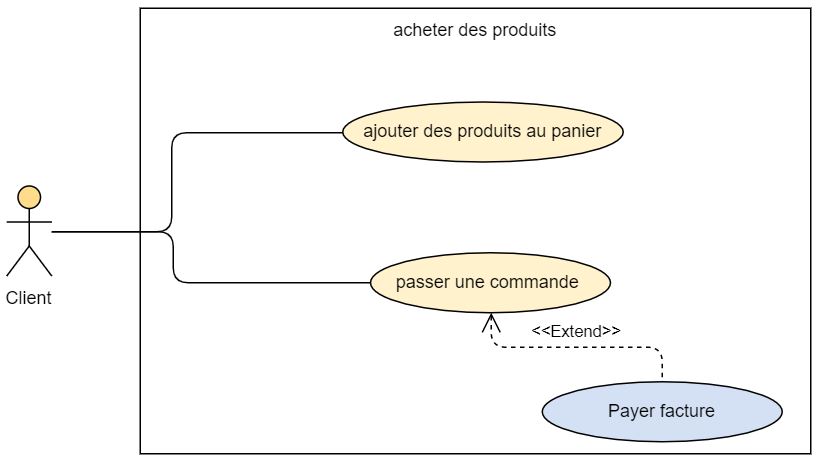 acheter des produits
ajouter des produits au panier
Client
passer une commande
<<Extend>>
Payer facture